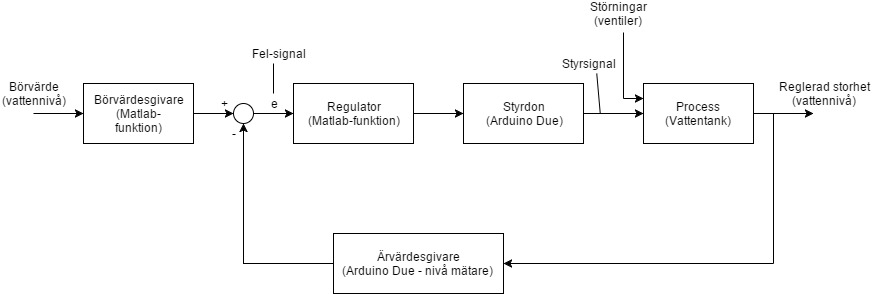 Störningar
(ventiler)
Fel-signal
Styrsignal
Börvärde
(vattennivå)
Börvärdesgivare
(Matlab-
funktion)
+
-
e
Regulator
(Matlab-funktion)
Styrdon
(Arduino Due)
Process
(Vattentank)
Reglerad storhet
(vattennivå)
Ärvärdesgivare
(Arduino Due - nivå mätare)